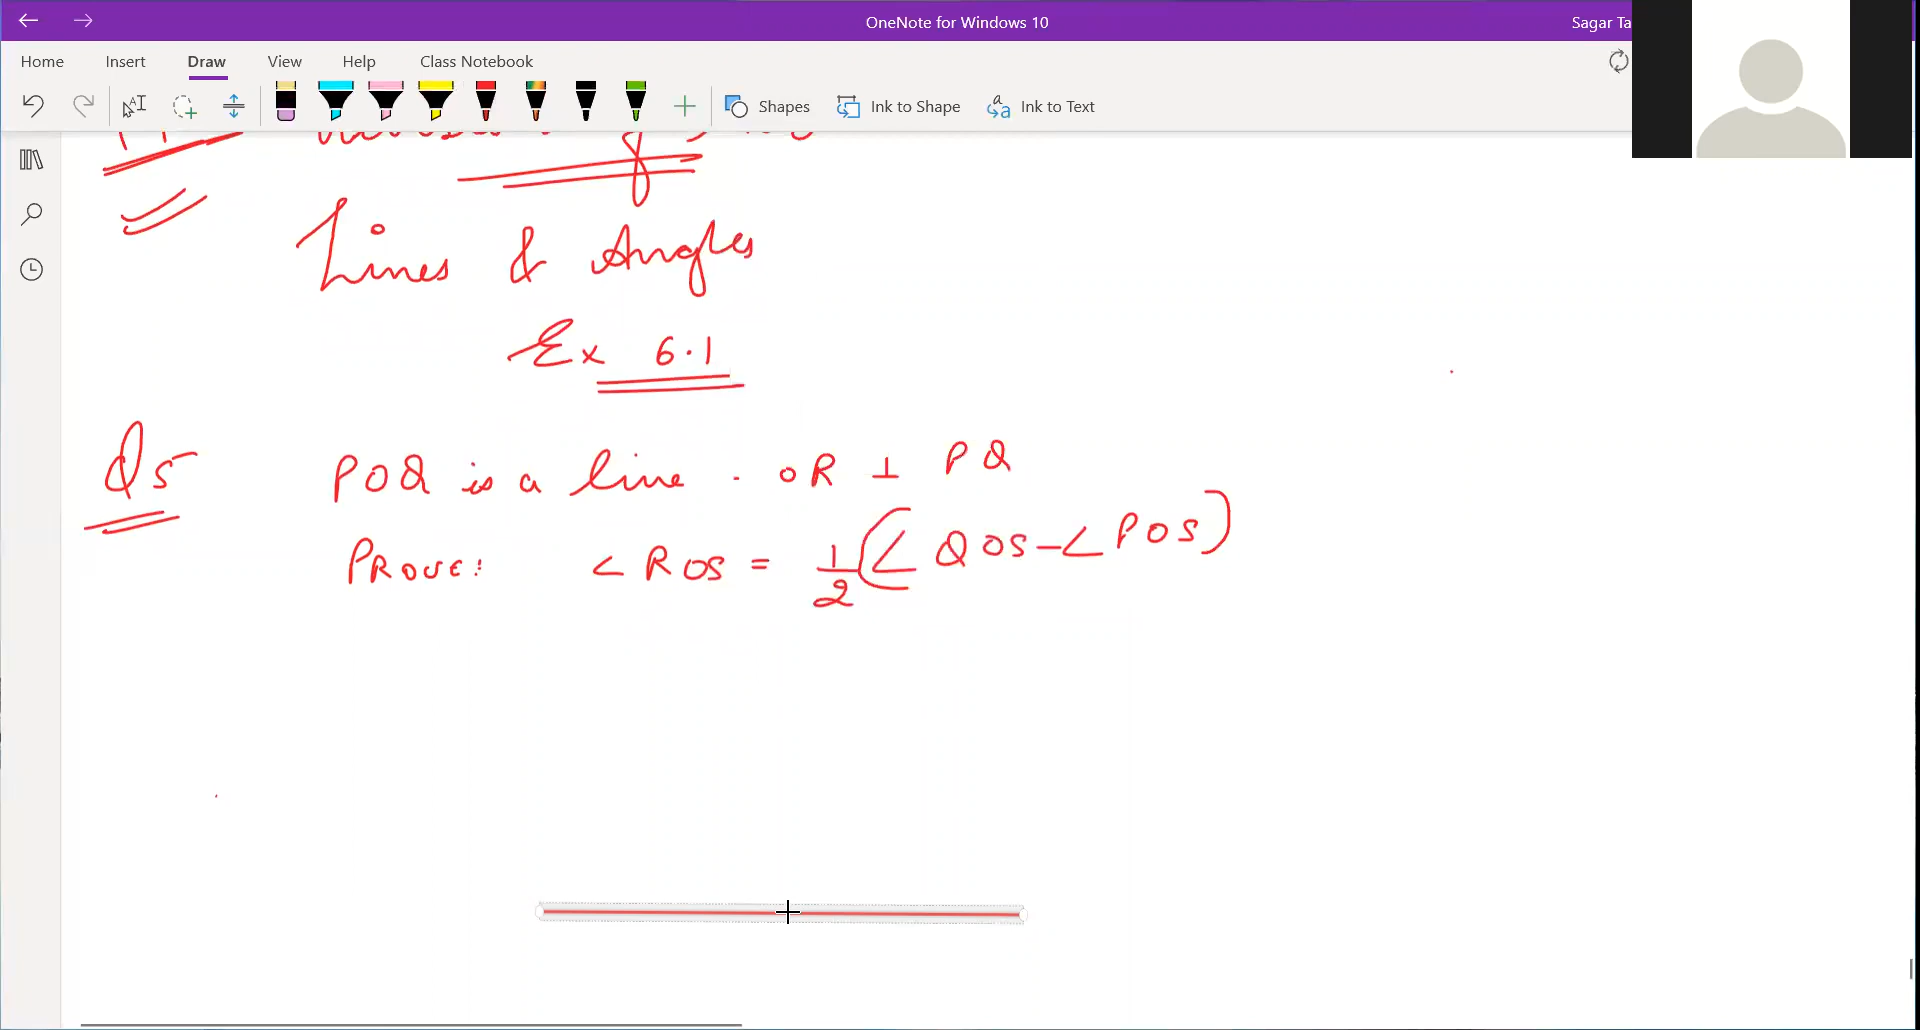 OneNote for Windows 10
Sagar Ta
Home Insert Draw View Help Class Notebook
Shapes Ink to Shape Ink to Text
Lines & Angles
Ex 6.1
Q5 POQ is a line . OR ⊥ PQ
PROVE: ∠ROS = 1/2 (∠QOS - ∠POS)